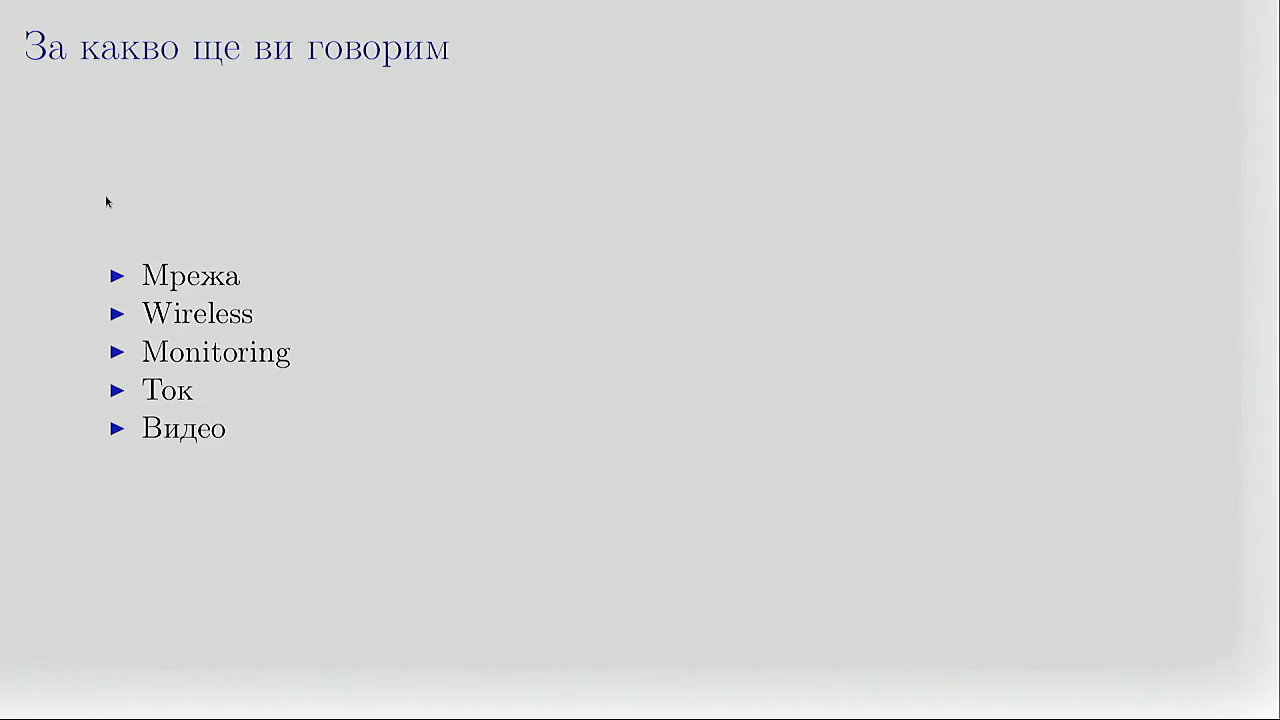 За какво ще ви говорим
Мрежа
Wireless
Monitoring
Ток
Видео